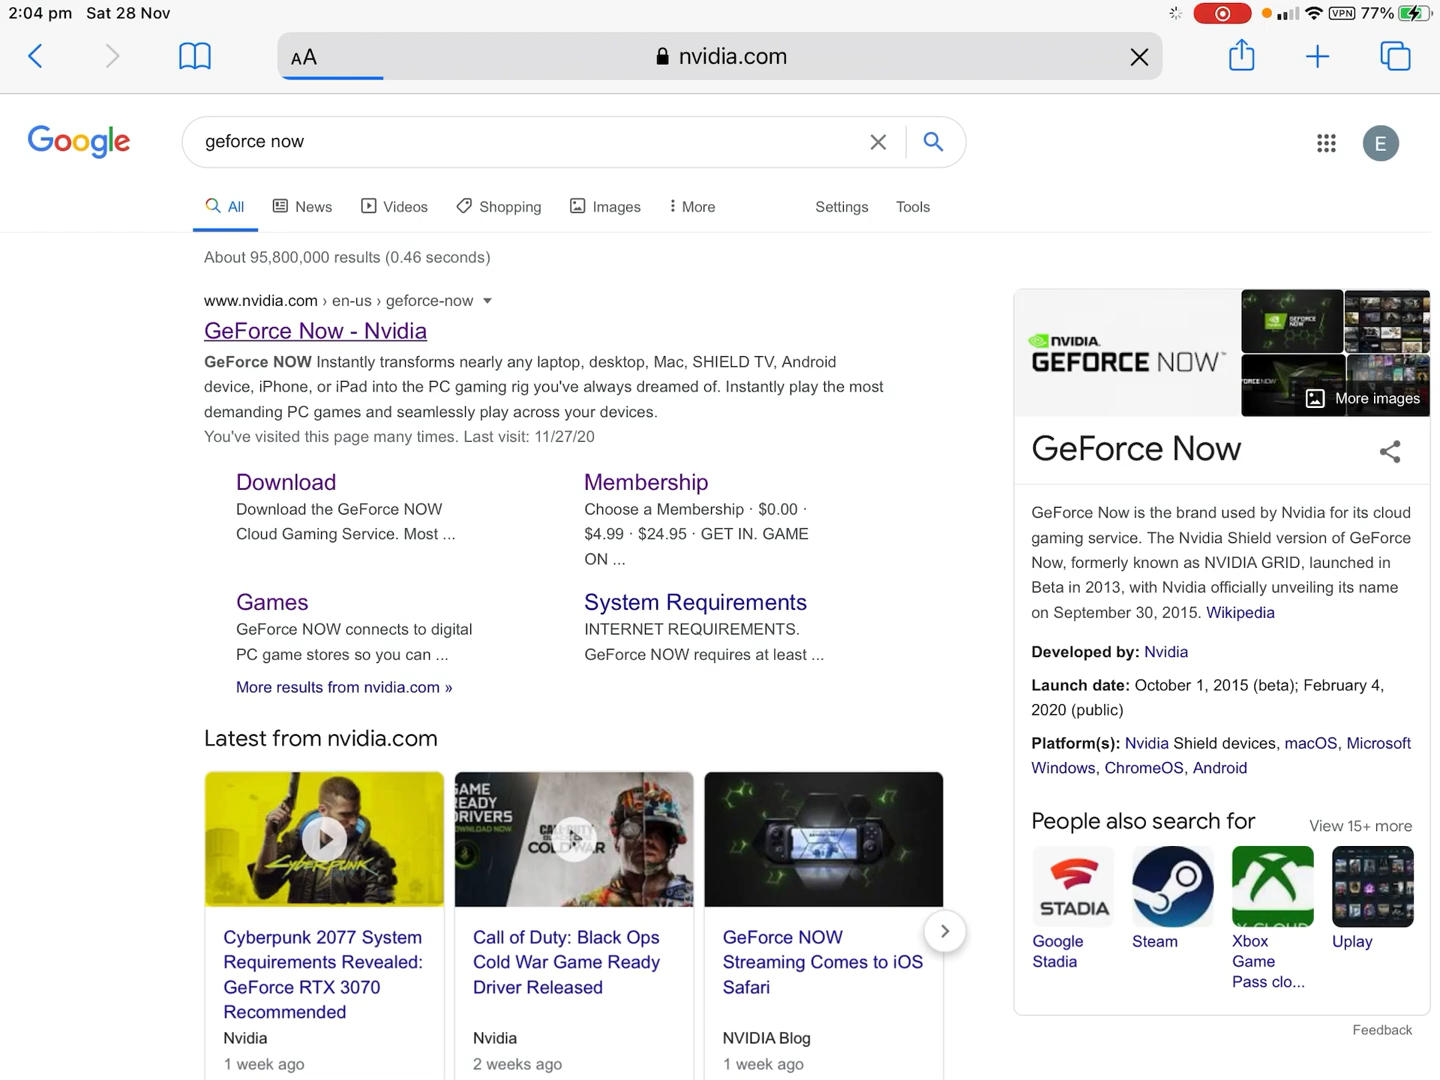 2:04 pm Sat 28 Nov
VPN 77%
AA nvidia.com
Google
geforce now
E
All News Videos Shopping Images More Settings Tools
About 95,800,000 results (0.46 seconds)
www.nvidia.com › en-us › geforce-now
GeForce Now - Nvidia
GeForce NOW Instantly transforms nearly any laptop, desktop, Mac, SHIELD TV, Android
device, iPhone, or iPad into the PC gaming rig you've always dreamed of. Instantly play the most
demanding PC games and seamlessly play across your devices.
You've visited this page many times. Last visit: 11/27/20
Download
Download the GeForce NOW
Cloud Gaming Service. Most ...
Membership
Choose a Membership · $0.00 ·
$4.99 · $24.95 · GET IN. GAME
ON ...
Games
GeForce NOW connects to digital
PC game stores so you can ...
System Requirements
INTERNET REQUIREMENTS.
GeForce NOW requires at least ...
More results from nvidia.com »
Latest from nvidia.com
CYBERPUNK
Cyberpunk 2077 System
Requirements Revealed:
GeForce RTX 3070
Recommended
Nvidia
1 week ago
GAME
READY
DRIVERS
DOWNLOAD NOW
CALL OF DUTY
COLD WAR
Call of Duty: Black Ops
Cold War Game Ready
Driver Released
Nvidia
2 weeks ago
GeForce NOW
Streaming Comes to iOS
Safari
NVIDIA Blog
1 week ago
NVIDIA.
GEFORCE NOW™
GEFORCE
NOW
More images
GeForce Now
GeForce Now is the brand used by Nvidia for its cloud
gaming service. The Nvidia Shield version of GeForce
Now, formerly known as NVIDIA GRID, launched in
Beta in 2013, with Nvidia officially unveiling its name
on September 30, 2015. Wikipedia
Developed by: Nvidia
Launch date: October 1, 2015 (beta); February 4,
2020 (public)
Platform(s): Nvidia Shield devices, macOS, Microsoft
Windows, ChromeOS, Android
People also search for
View 15+ more
STADIA
Google
Stadia
Steam
Xbox
Game
Pass clo...
Uplay
Feedback